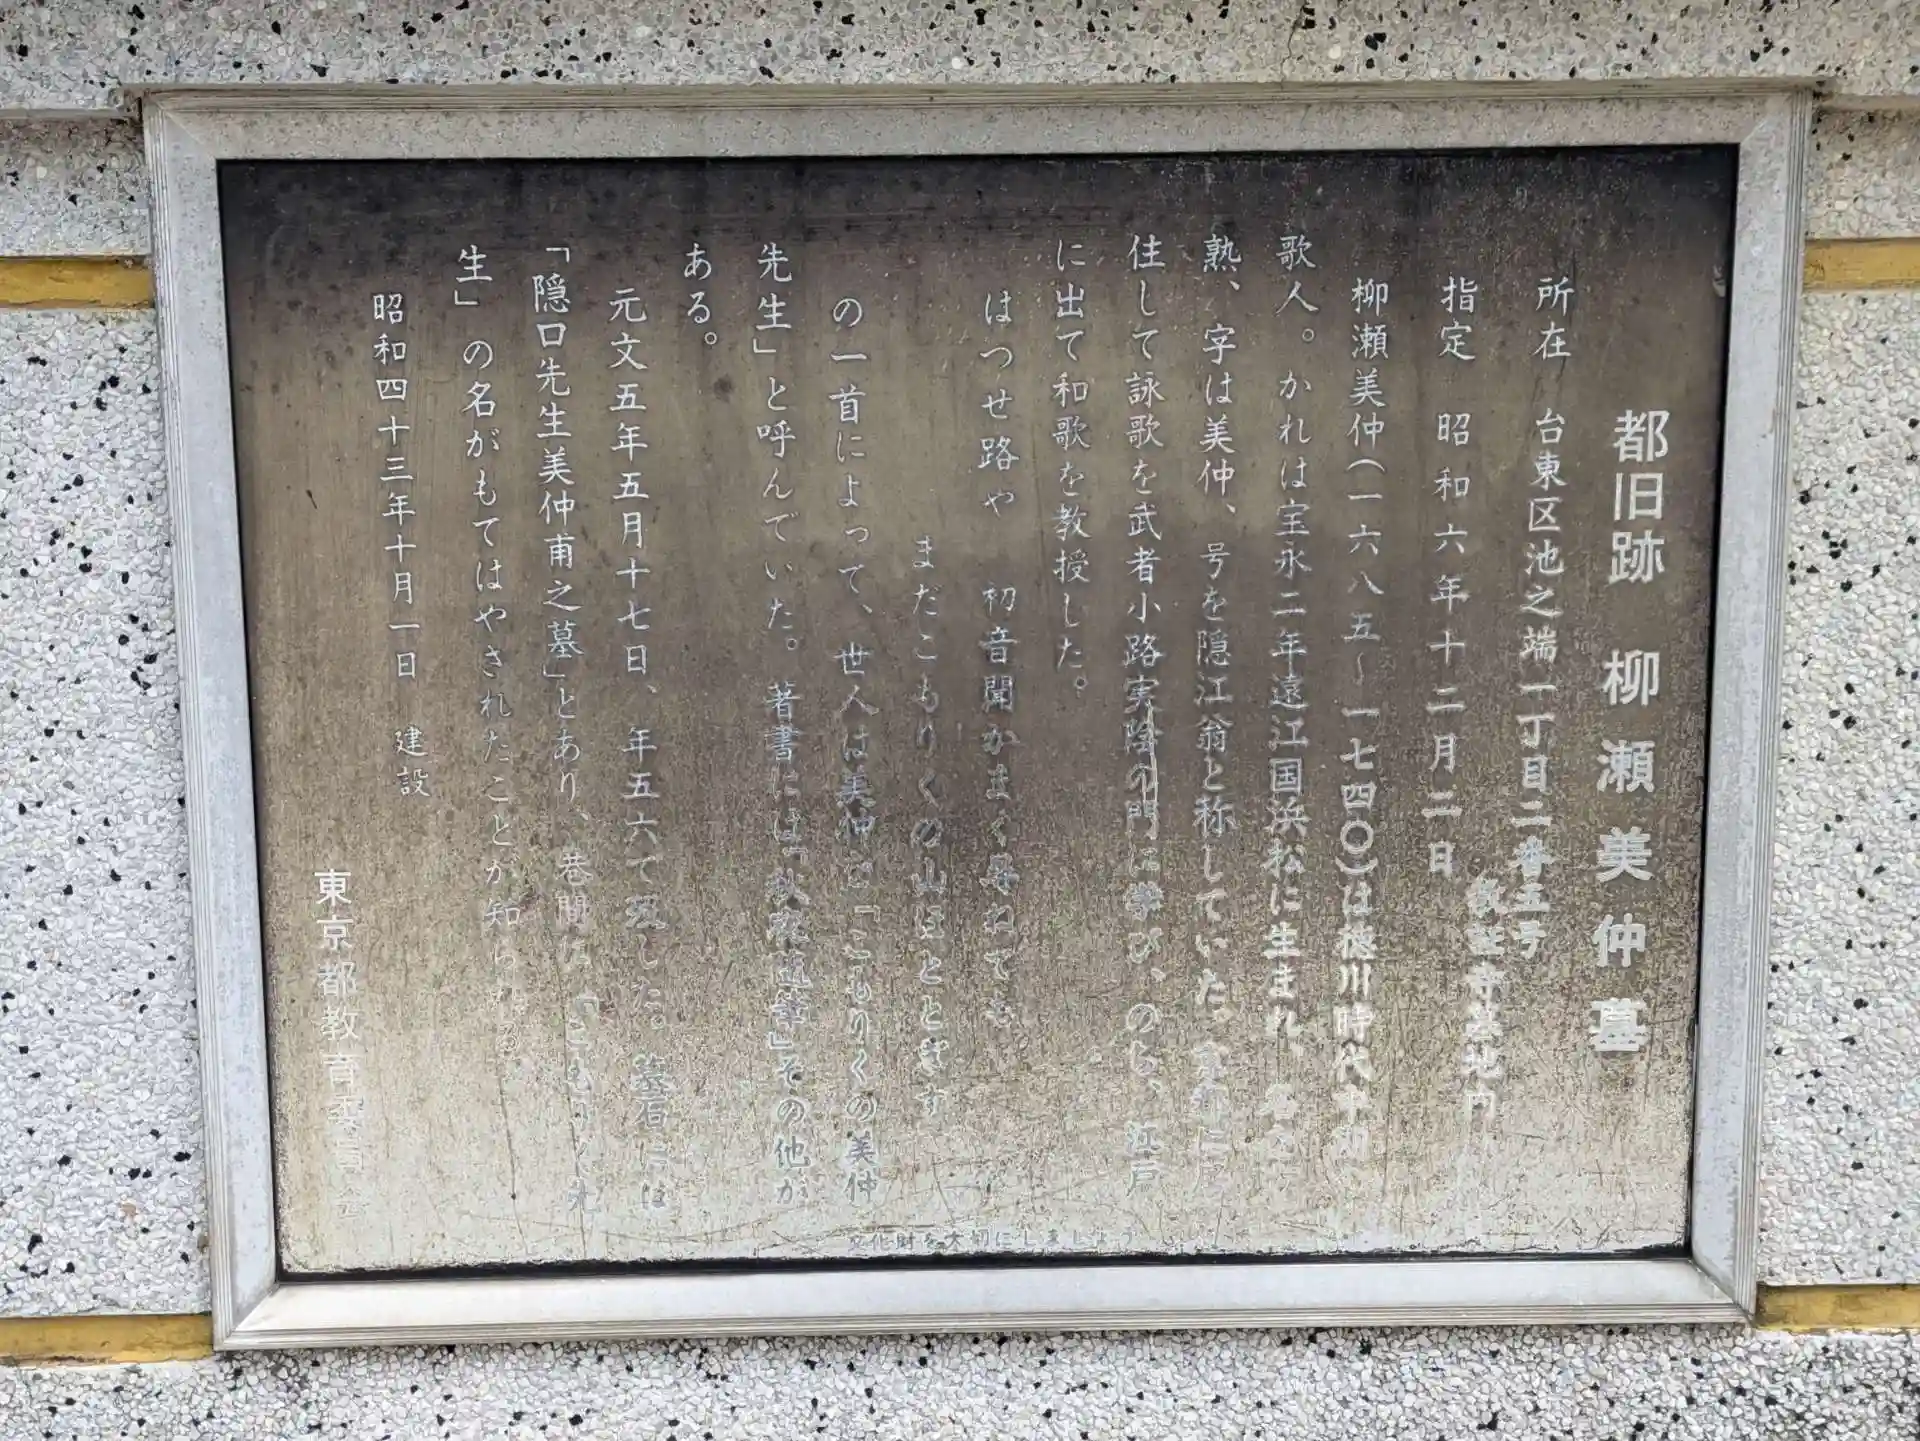 都旧跡　柳瀬美仲墓
所在　台東区池之端一丁目二番五号
教証寺墓地内
指定　昭和六年十二月二日
柳瀬美仲（一六八五～一七四〇）は徳川時代中期
歌人。かれは宝永二年遠江国浜松に生まれ、名
熟、字は美仲、号を隠江翁と称していた。京都に
住して詠歌を武者小路実陰の門に学び、のち、江戸
に出て和歌を教授した。
はつせ路や　初音聞かまく尋ねても
まだこもりくの山ほととぎす
の一首によって、世人は美仲を「こもりくの美仲
先生」と呼んでいた。著書には「秋夜随筆」その他が
ある。
元文五年五月十七日、年五六で歿した。墓石には
「隠口先生美仲甫之墓」とあり、巷間に「こもりく先
生」の名がもてはやされたことが知られる。
昭和四十三年十月一日　建設
東京都教育委員会
文化財を大切にしましょう